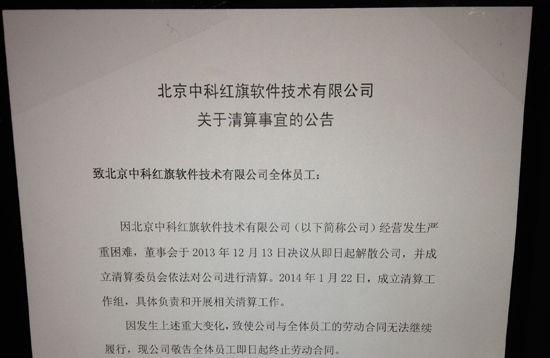 北京中科红旗软件技术有限公司
关于清算事宜的公告
致北京中科红旗软件技术有限公司全体员工：
因北京中科红旗软件技术有限公司（以下简称公司）经营发生严
重困难，董事会于 2013 年 12 月 13 日决议从即日起解散公司，并成
立清算委员会依法对公司进行清算。2014 年 1 月 22 日，成立清算工
作组，具体负责和开展相关清算工作。
因发生上述重大变化，致使公司与全体员工的劳动合同无法继续
履行，现公司敬告全体员工即日起终止劳动合同。